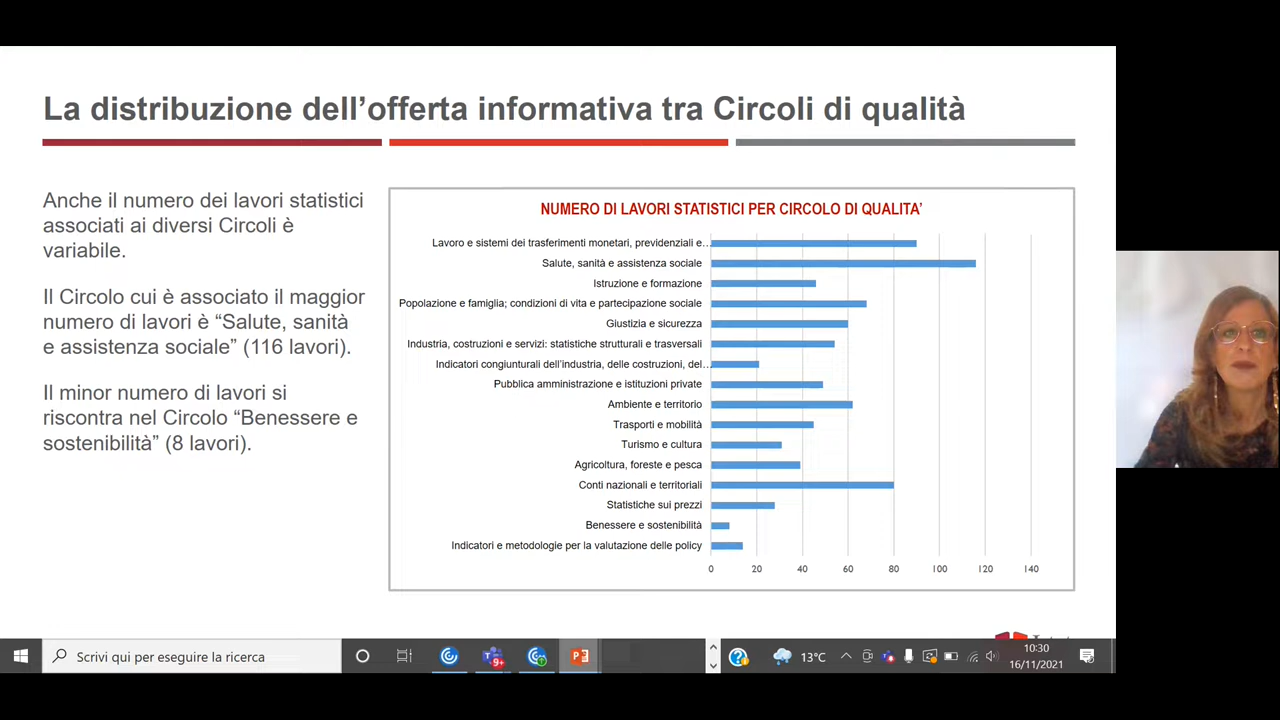 La distribuzione dell’offerta informativa tra Circoli di qualità
Anche il numero dei lavori statistici
associati ai diversi Circoli è
variabile.
Il Circolo cui è associato il maggior
numero di lavori è “Salute, sanità
e assistenza sociale” (116 lavori).
Il minor numero di lavori si
riscontra nel Circolo “Benessere e
sostenibilità” (8 lavori).
NUMERO DI LAVORI STATISTICI PER CIRCOLO DI QUALITA’
Lavoro e sistemi dei trasferimenti monetari, previdenziali e…
Salute, sanità e assistenza sociale
Istruzione e formazione
Popolazione e famiglia; condizioni di vita e partecipazione sociale
Giustizia e sicurezza
Industria, costruzioni e servizi: statistiche strutturali e trasversali
Indicatori congiunturali dell’industria, delle costruzioni, del…
Pubblica amministrazione e istituzioni private
Ambiente e territorio
Trasporti e mobilità
Turismo e cultura
Agricoltura, foreste e pesca
Conti nazionali e territoriali
Statistiche sui prezzi
Benessere e sostenibilità
Indicatori e metodologie per la valutazione delle policy
0 20 40 60 80 100 120 140
Scrivi qui per eseguire la ricerca
9+
13°C
10:30
16/11/2021